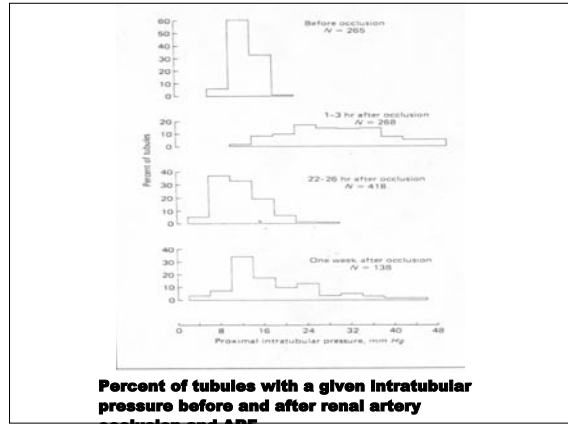 Before occlusion
N = 265
60
50
40
30
20
10
0
1–3 hr after occlusion
N = 268
20
10
0
Percent of tubules
22-26 hr after occlusion
N = 418
40
30
20
10
0
One week after occlusion
N = 138
40
30
20
10
0
0 8 16 24 32 40 48
Proximal intratubular pressure, mm Hg
Percent of tubules with a given intratubular
pressure before and after renal artery
occlusion and ARF